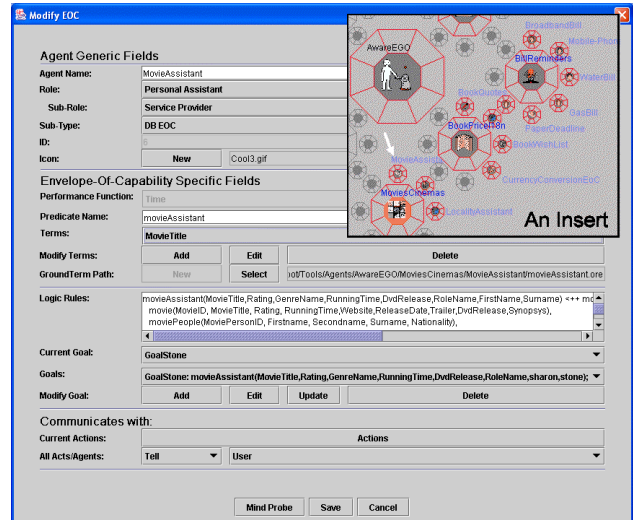 Modify EOC
Agent Generic Fields
Agent Name: MovieAssistant
Role: Personal Assistant
Sub-Role: Service Provider
Sub-Type: DB EOC
ID: 6
Icon: New Cool3.gif
Envelope-Of-Capability Specific Fields
Performance Function: Time
Predicate Name: movieAssistant
Terms: MovieTitle
Modify Terms: Add Edit Delete
GroundTerm Path: New Select ot/Tools/Agents/AwareEGO/MoviesCinemas/MovieAssistant/movieAssistant.ore
Logic Rules: movieAssistant(MovieTitle,Rating,GenreName,RunningTime,DvdRelease,RoleName,FirstName,Surname) <++
movie(MovieID, MovieTitle, Rating, RunningTime,Website,ReleaseDate,Trailer,DvdRelease,Synopsys),
moviePeople(MoviePersonID, Firstname, Secondname, Surname, Nationality),
Current Goal: GoalStone
Goals: GoalStone: movieAssistant(MovieTitle,Rating,GenreName,RunningTime,DvdRelease,RoleName,sharon,stone);
Modify Goal: Add Edit Update Delete
Communicates with:
Current Actions: Actions
All Acts/Agents: Tell User
Mind Probe Save Cancel
BroadbandBill
AwareEGO
Mobile-Phon
BillReminders
WaterBill
BookQuotes
GasBill
BookPriceI18n
PaperDeadline
BookWishList
MovieAssista
CurrencyConversionEoC
MoviesCinemas
LocalityAssistant
An Insert